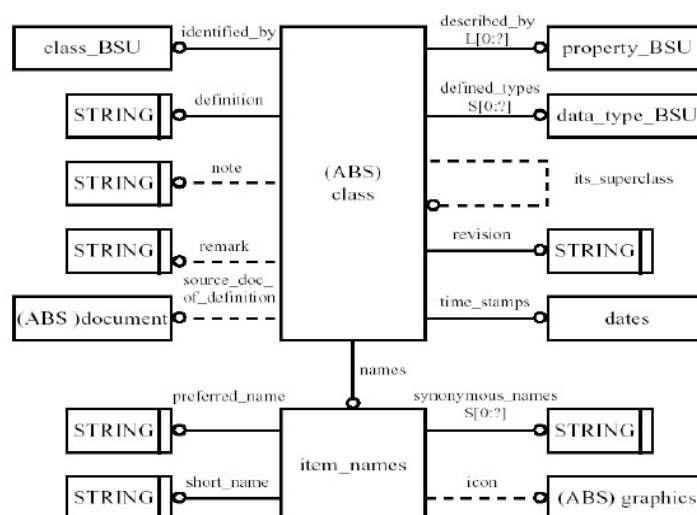 class_BSU
identified_by
described_by
L[0:?]
property_BSU
STRING
definition
defined_types
S[0:?]
data_type_BSU
STRING
note
(ABS)
class
its_superclass
STRING
remark
revision
STRING
source_doc_
of_definition
(ABS )document
time_stamps
dates
names
STRING
preferred_name
synonymous_names
S[0:?]
STRING
item_names
STRING
short_name
icon
(ABS) graphics